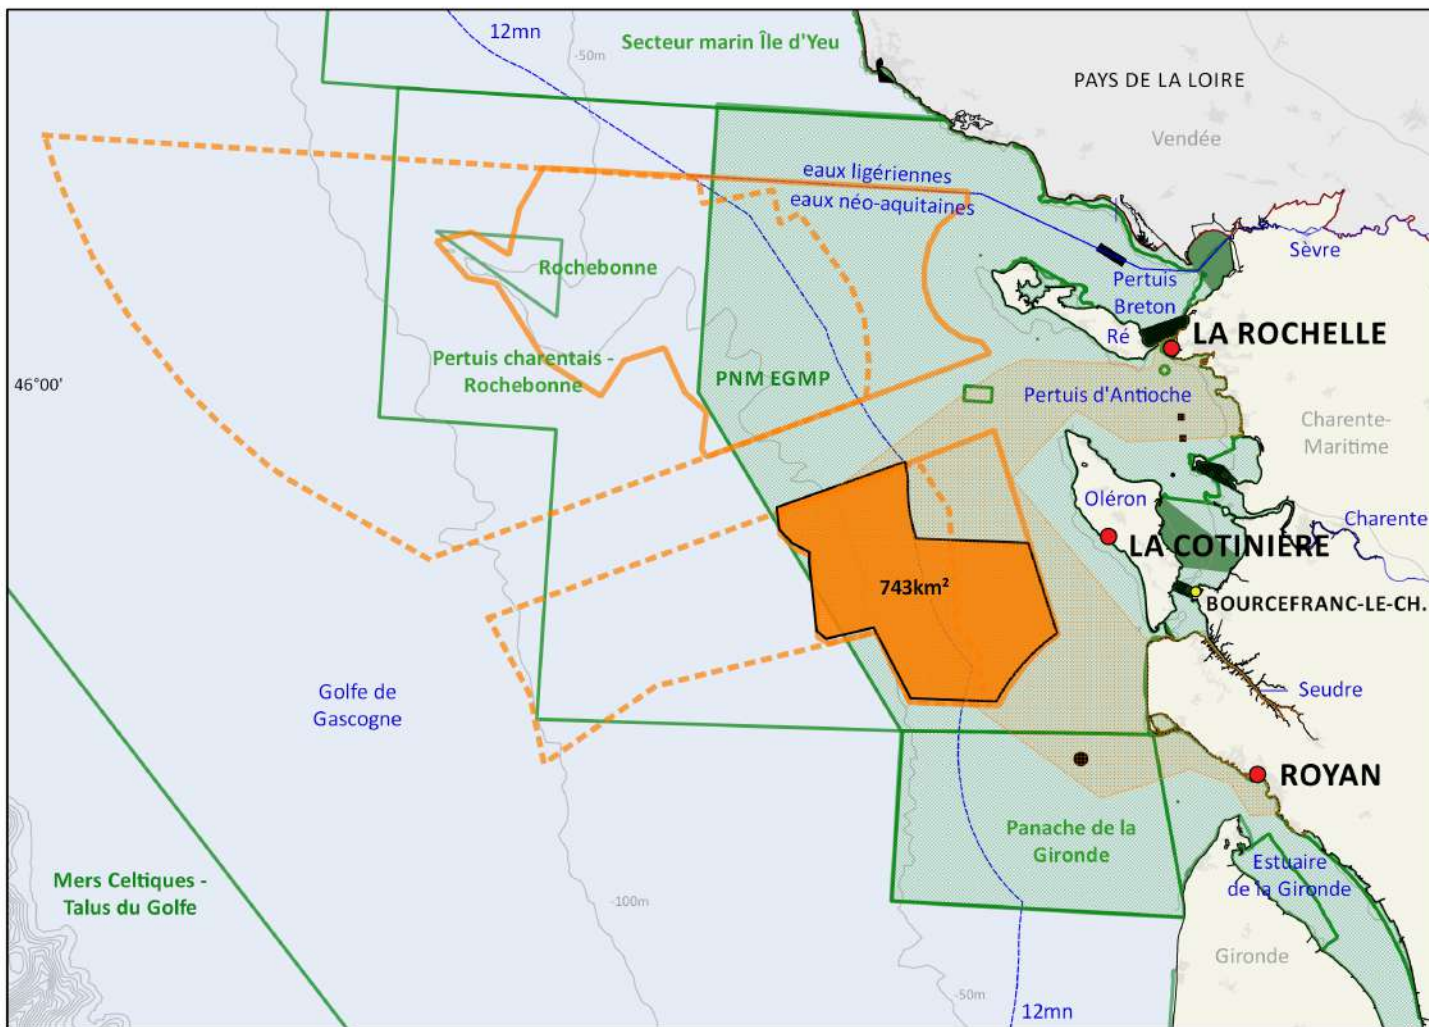 12mn
Secteur marin Île d'Yeu
-50m
PAYS DE LA LOIRE
Vendée
eaux ligériennes
eaux néo-aquitaines
Sèvre
Rochebonne
Pertuis
Breton
Ré
LA ROCHELLE
Pertuis charentais -
Rochebonne
PNM EGMP
46°00'
Pertuis d'Antioche
Charente-
Maritime
Oléron
Charente
LA COTINIÈRE
743km²
BOURCEFRANC-LE-CH.
Golfe de
Gascogne
Seudre
ROYAN
Panache de la
Gironde
Estuaire
de la Gironde
Mers Celtiques -
Talus du Golfe
-100m
Gironde
-50m
12mn